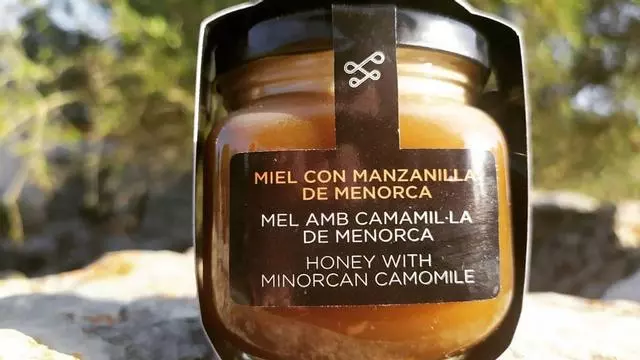 MIEL CON MANZANILLA
DE MENORCA
MEL AMB CAMAMIL·LA
DE MENORCA
HONEY WITH
MINORCAN CAMOMILE